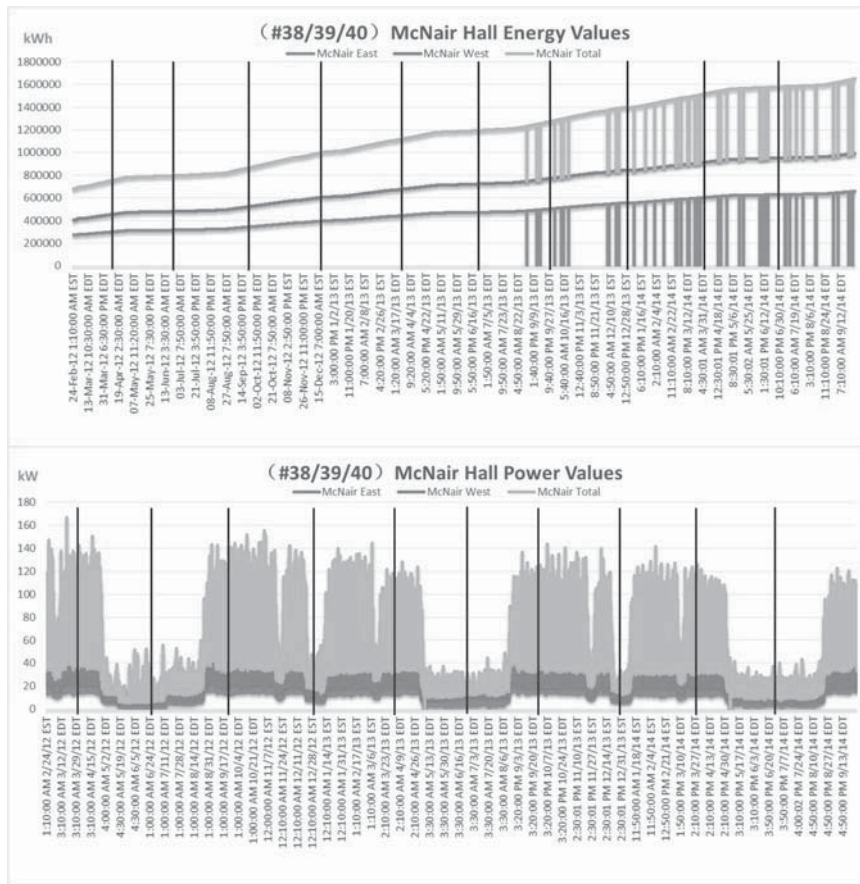 (#38/39/40) McNair Hall Energy Values
kWh
McNair East McNair West McNair Total
1800000
1600000
1400000
1200000
1000000
800000
600000
400000
200000
0
24-Feb-12 1:10:00 AM EST
13-Mar-12 10:30:00 AM EDT
31-Mar-12 6:30:00 PM EDT
19-Apr-12 2:30:00 AM EDT
07-May-12 11:20:00 AM EDT
25-May-12 7:30:00 PM EDT
13-Jun-12 3:30:00 AM EDT
03-Jul-12 7:50:00 AM EDT
21-Jul-12 3:50:00 PM EDT
08-Aug-12 11:50:00 PM EDT
27-Aug-12 7:50:00 AM EDT
14-Sep-12 3:50:00 PM EDT
02-Oct-12 11:50:00 PM EDT
21-Oct-12 7:50:00 AM EDT
08-Nov-12 2:50:00 PM EST
26-Nov-12 11:00:00 PM EST
15-Dec-12 7:00:00 AM EST
3:00:00 PM 1/2/13 EST
11:00:00 PM 1/20/13 EST
7:00:00 AM 2/8/13 EST
4:20:00 PM 2/26/13 EST
1:20:00 AM 3/17/13 EDT
9:20:00 AM 4/4/13 EDT
5:20:00 PM 4/22/13 EDT
1:50:00 AM 5/11/13 EDT
9:50:00 AM 5/29/13 EDT
5:50:00 PM 6/16/13 EDT
1:50:00 AM 7/5/13 EDT
9:50:00 AM 7/23/13 EDT
4:50:00 AM 8/22/13 EDT
1:40:00 PM 9/9/13 EDT
9:40:00 PM 9/27/13 EDT
5:40:00 AM 10/16/13 EDT
12:40:00 PM 11/3/13 EST
8:50:00 PM 11/21/13 EST
4:50:00 AM 12/10/13 EST
12:50:00 PM 12/28/13 EST
6:10:00 PM 1/16/14 EST
2:10:00 AM 2/4/14 EST
11:10:00 AM 2/22/14 EST
8:10:00 PM 3/12/14 EDT
4:30:01 AM 3/31/14 EDT
12:30:01 PM 4/18/14 EDT
8:30:01 PM 5/6/14 EDT
5:30:02 AM 5/25/14 EDT
1:30:01 PM 6/12/14 EDT
10:10:00 PM 6/30/14 EDT
6:10:00 AM 7/19/14 EDT
3:10:00 PM 8/6/14 EDT
11:10:00 PM 8/24/14 EDT
7:10:00 AM 9/12/14 EDT
(#38/39/40) McNair Hall Power Values
kW
McNair East McNair West McNair Total
180
160
140
120
100
80
60
40
20
0
1:10:00 AM 2/24/12 EST
3:10:00 AM 3/12/12 EDT
3:10:00 AM 3/29/12 EDT
3:10:00 AM 4/15/12 EDT
4:00:00 AM 5/2/12 EDT
4:30:00 AM 5/19/12 EDT
4:30:00 AM 6/5/12 EDT
1:00:00 AM 6/24/12 EDT
1:00:00 AM 7/11/12 EDT
1:00:00 AM 7/28/12 EDT
1:00:00 AM 8/14/12 EDT
1:00:00 AM 8/31/12 EDT
1:00:00 AM 9/17/12 EDT
1:00:00 AM 10/4/12 EDT
1:00:00 AM 10/21/12 EDT
12:00:00 AM 11/7/12 EST
12:10:00 AM 11/24/12 EST
12:10:00 AM 12/11/12 EST
12:10:00 AM 12/28/12 EST
12:10:00 AM 1/14/13 EST
12:10:00 AM 1/31/13 EST
12:10:00 AM 2/17/13 EST
1:10:00 AM 3/6/13 EST
2:10:00 AM 3/23/13 EDT
2:10:00 AM 4/9/13 EDT
2:10:00 AM 4/26/13 EDT
3:30:00 AM 5/13/13 EDT
3:30:00 AM 5/30/13 EDT
3:30:00 AM 6/16/13 EDT
3:30:00 AM 7/3/13 EDT
3:30:00 AM 7/20/13 EDT
3:30:00 AM 8/6/13 EDT
3:20:00 PM 9/3/13 EDT
3:20:00 PM 9/20/13 EDT
3:20:00 PM 10/7/13 EDT
3:20:00 PM 10/24/13 EDT
2:30:01 PM 11/10/13 EST
2:30:01 PM 11/27/13 EST
2:30:01 PM 12/14/13 EST
2:30:01 PM 12/31/13 EST
11:50:00 AM 1/18/14 EST
11:50:00 AM 2/4/14 EST
12:50:00 PM 2/21/14 EST
1:50:00 PM 3/10/14 EDT
2:10:00 PM 3/27/14 EDT
2:10:00 PM 4/13/14 EDT
2:10:00 PM 4/30/14 EDT
3:10:00 PM 5/17/14 EDT
3:10:00 PM 6/3/14 EDT
3:50:00 PM 6/20/14 EDT
3:50:00 PM 7/7/14 EDT
4:00:02 PM 7/24/14 EDT
4:50:00 PM 8/10/14 EDT
4:50:00 PM 8/27/14 EDT
4:50:00 PM 9/13/14 EDT